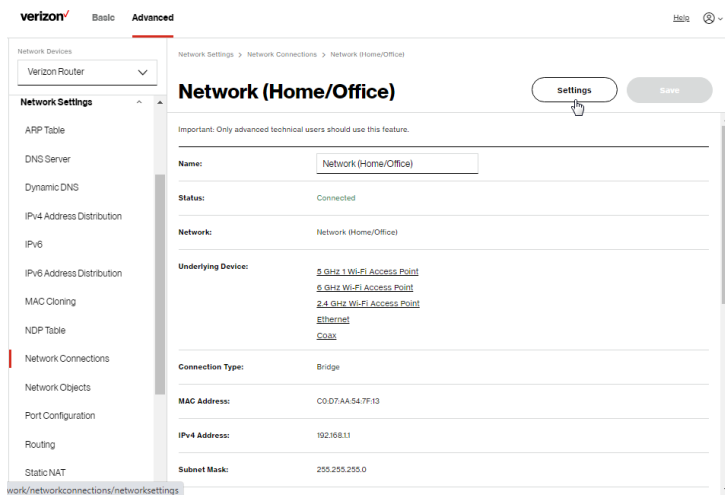 verizon
Basic
Advanced
Help
Network Devices
Verizon Router
Network Settings
ARP Table
DNS Server
Dynamic DNS
IPv4 Address Distribution
IPv6
IPv6 Address Distribution
MAC Cloning
NDP Table
Network Connections
Network Objects
Port Configuration
Routing
Static NAT
work/networkconnections/networksettings
Network Settings > Network Connections > Network (Home/Office)
Network (Home/Office)
Settings
Save
Important: Only advanced technical users should use this feature.
Name: Network (Home/Office)
Status: Connected
Network: Network (Home/Office)
Underlying Device: 5 GHz 1 Wi-Fi Access Point
6 GHz Wi-Fi Access Point
2.4 GHz Wi-Fi Access Point
Ethernet
Coax
Connection Type: Bridge
MAC Address: C0:D7:AA:54:7F:13
IPv4 Address: 192.168.1.1
Subnet Mask: 255.255.255.0